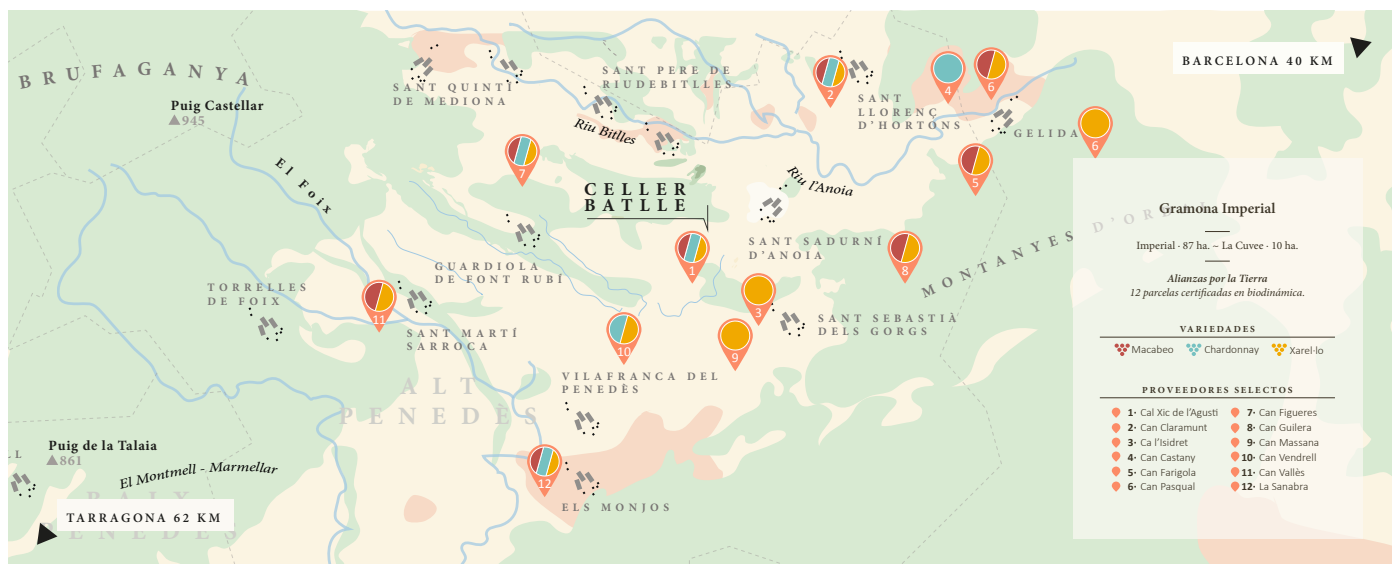 BARCELONA 40 KM
BRUFAGANYA
Puig Castellar
945
SANT QUINTÍ
DE MEDIONA
SANT PERE DE
RIUDEBITLLES
Riu Bitlles
2
SANT
LLORENÇ
D'HORTONS
4
6
GELIDA
6
El Foix
7
CELLER
BATLLE
Riu l'Anoia
5
MONTANYES D'OR
SANT SADURNÍ
D'ANOIA
1
8
GUARDIOLA
DE FONT RUBÍ
TORRELLES
DE FOIX
11
SANT MARTÍ
SARROCA
3
SANT SEBASTIÀ
DELS GORGS
10
9
VILAFRANCA DEL
PENEDÈS
ALT
PENEDÈS
Puig de la Talaia
861
LL
El Montmell - Marmellar
BAIX
PENEDÈS
TARRAGONA 62 KM
12
ELS MONJOS
Gramona Imperial
Imperial · 87 ha. ~ La Cuvee · 10 ha.
Alianzas por la Tierra
12 parcelas certificadas en biodinámica.
VARIEDADES
Macabeo Chardonnay Xarel·lo
PROVEEDORES SELECTOS
1· Cal Xic de l'Agustí 7· Can Figueres
2· Can Claramunt 8· Can Guilera
3· Ca l'Isidret 9· Can Massana
4· Can Castany 10· Can Vendrell
5· Can Farigola 11· Can Vallès
6· Can Pasqual 12· La Sanabra